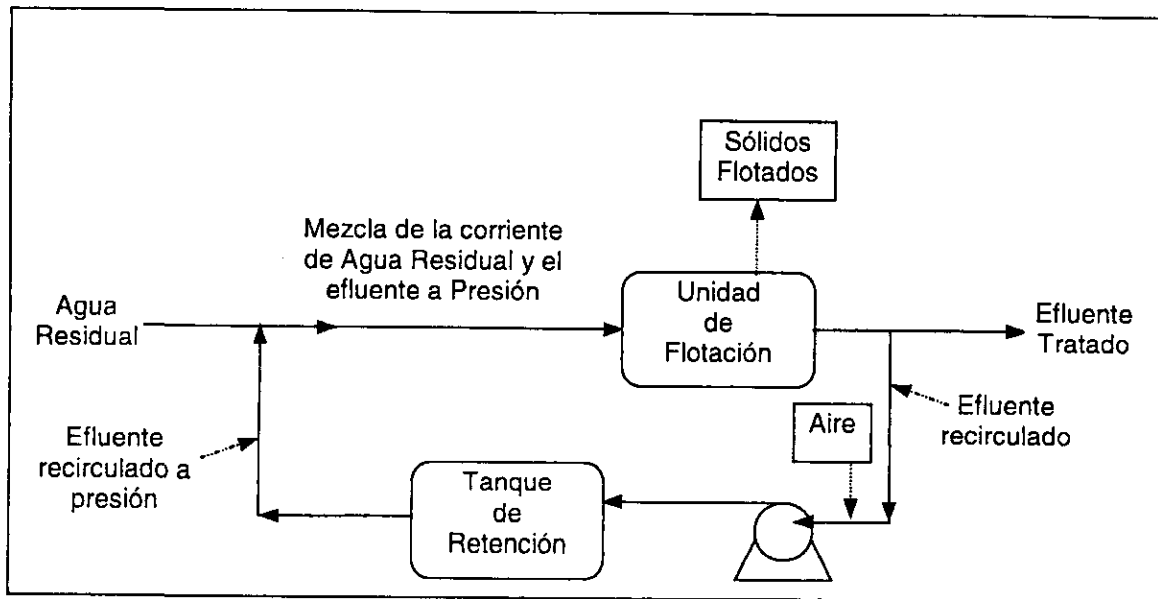 Sólidos
Flotados
Mezcla de la corriente
de Agua Residual y el
efluente a Presión
Unidad
de
Flotación
Agua
Residual
Efluente
Tratado
Aire
Efluente
recirculado
Efluente
recirculado a
presión
Tanque
de
Retención